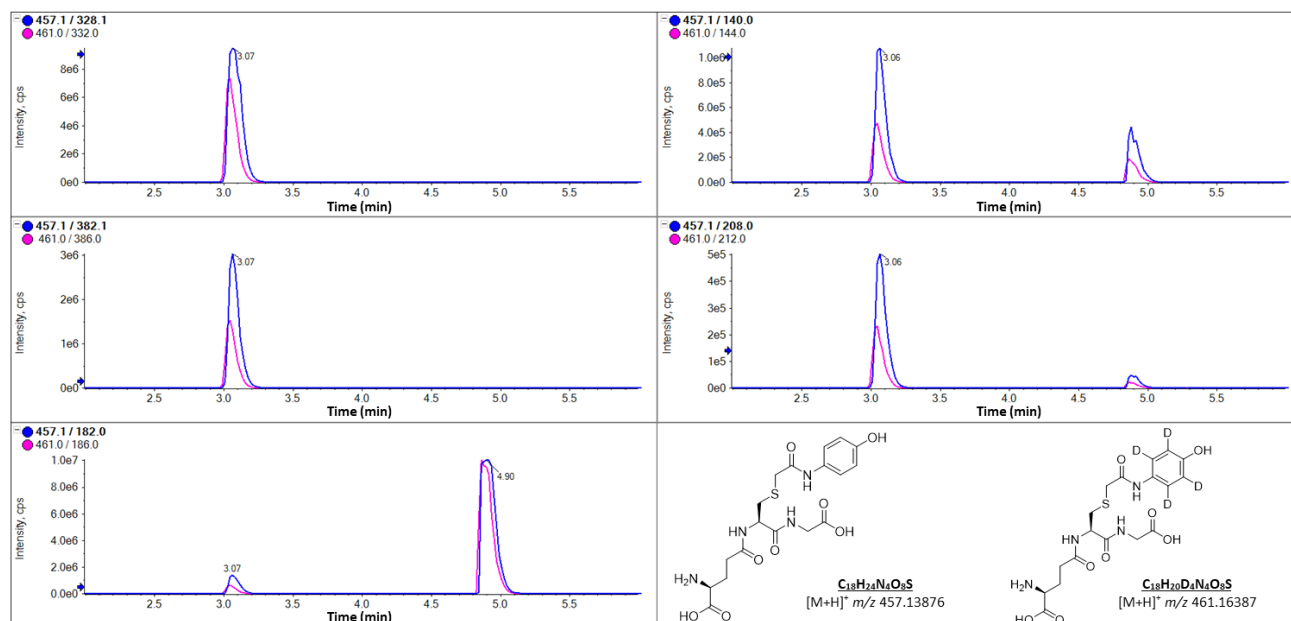 457.1 / 328.1
461.0 / 332.0
8e6
6e6
4e6
2e6
0e0
3.07
2.5 3.0 3.5 4.0 4.5 5.0 5.5
Intensity, cps
Time (min)
457.1 / 140.0
461.0 / 144.0
1.0e6
8.0e5
6.0e5
4.0e5
2.0e5
0.0e0
3.06
2.5 3.0 3.5 4.0 4.5 5.0 5.5
Intensity, cps
Time (min)
457.1 / 382.1
461.0 / 386.0
3e6
2e6
1e6
0e0
3.07
2.5 3.0 3.5 4.0 4.5 5.0 5.5
Intensity, cps
Time (min)
457.1 / 208.0
461.0 / 212.0
5e5
4e5
3e5
2e5
1e5
0e0
3.06
2.5 3.0 3.5 4.0 4.5 5.0 5.5
Intensity, cps
Time (min)
457.1 / 182.0
461.0 / 186.0
1.0e7
8.0e6
6.0e6
4.0e6
2.0e6
0.0e0
3.07
4.90
2.5 3.0 3.5 4.0 4.5 5.0 5.5
Intensity, cps
Time (min)
OH
O
N
H
S
O
NH
N
H
OH
O
O
H₂N
HO
O
C₁₈H₂₄N₄O₈S
[M+H]⁺ m/z 457.13876
D
D
OH
O
N
H
D
D
S
O
NH
N
H
OH
O
O
H₂N
HO
O
C₁₈H₂₀D₄N₄O₈S
[M+H]⁺ m/z 461.16387